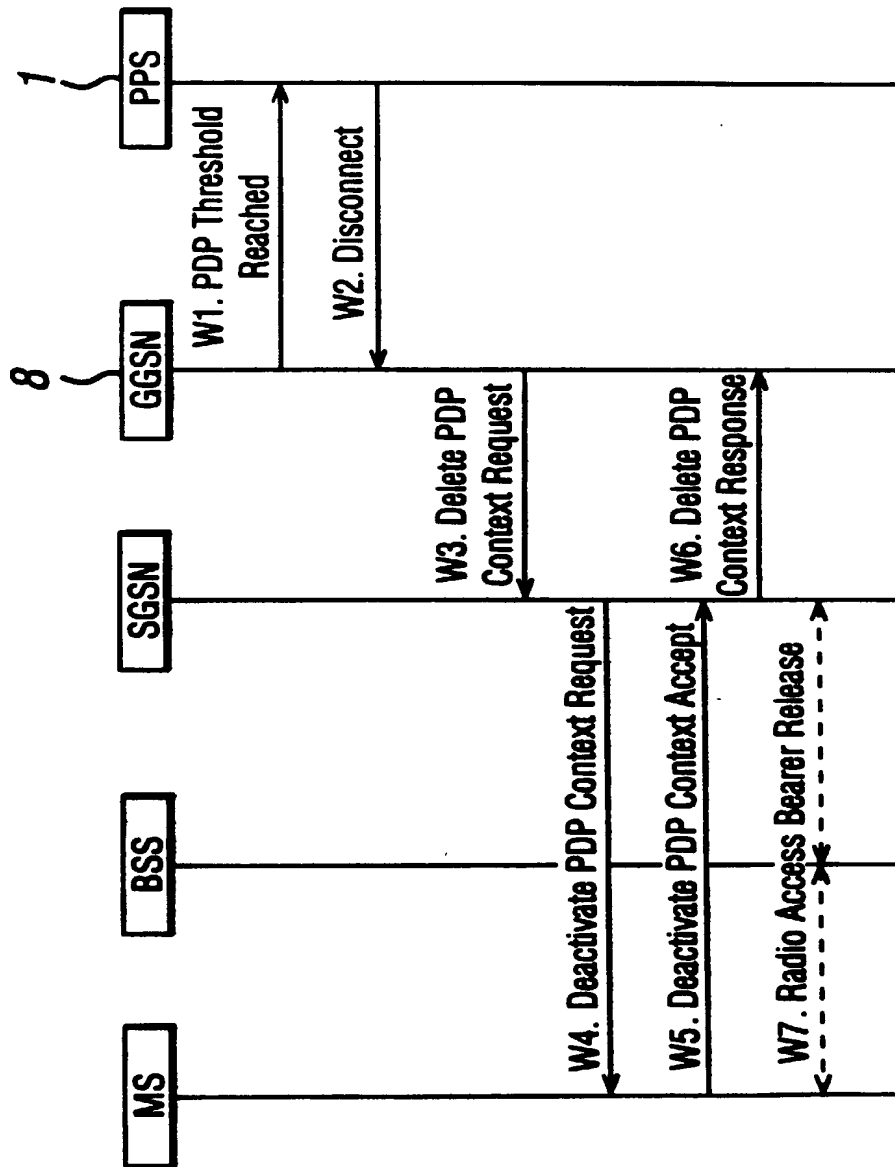 MS
BSS
SGSN
8
GGSN
1
PPS
W1. PDP Threshold
Reached
W2. Disconnect
W3. Delete PDP
Context Request
W4. Deactivate PDP Context Request
W5. Deactivate PDP Context Accept
W6. Delete PDP
Context Response
W7. Radio Access Bearer Release